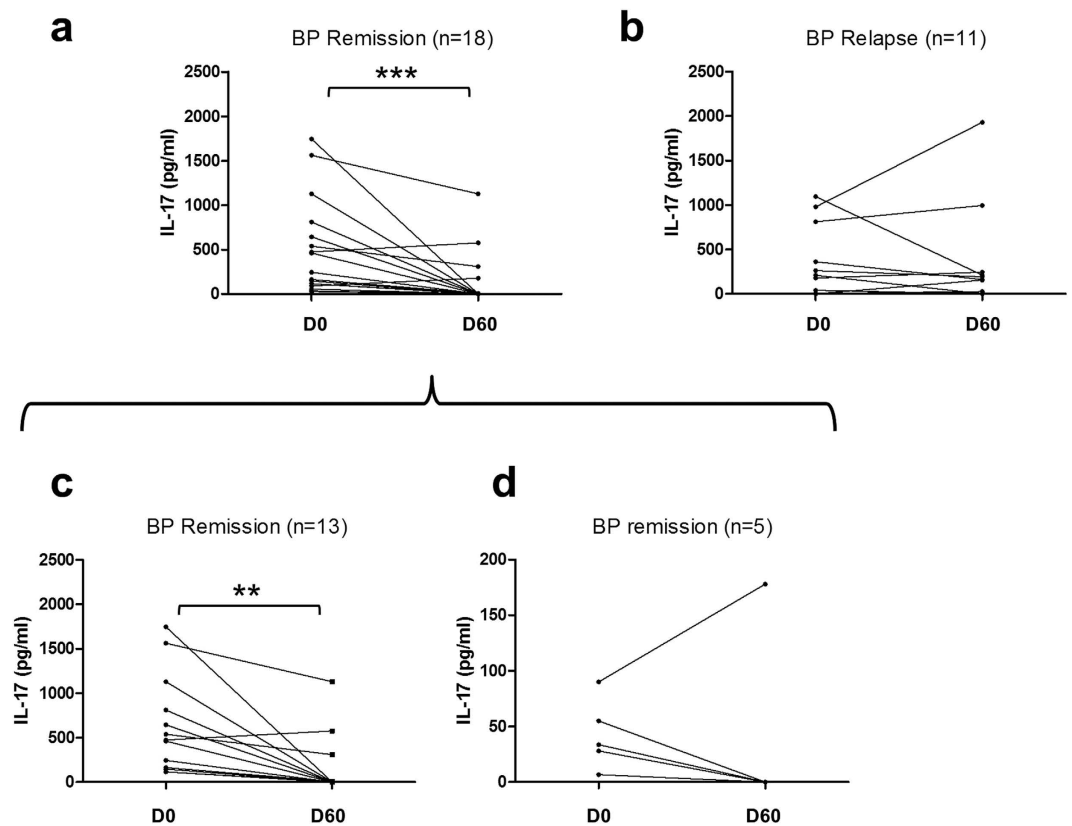 a
BP Remission (n=18)
***
2500
2000
1500
1000
500
0
IL-17 (pg/ml)
D0
D60
b
BP Relapse (n=11)
2500
2000
1500
1000
500
0
IL-17 (pg/ml)
D0
D60
c
BP Remission (n=13)
**
2500
2000
1500
1000
500
0
IL-17 (pg/ml)
D0
D60
d
BP remission (n=5)
200
150
100
50
0
IL-17 (pg/ml)
D0
D60